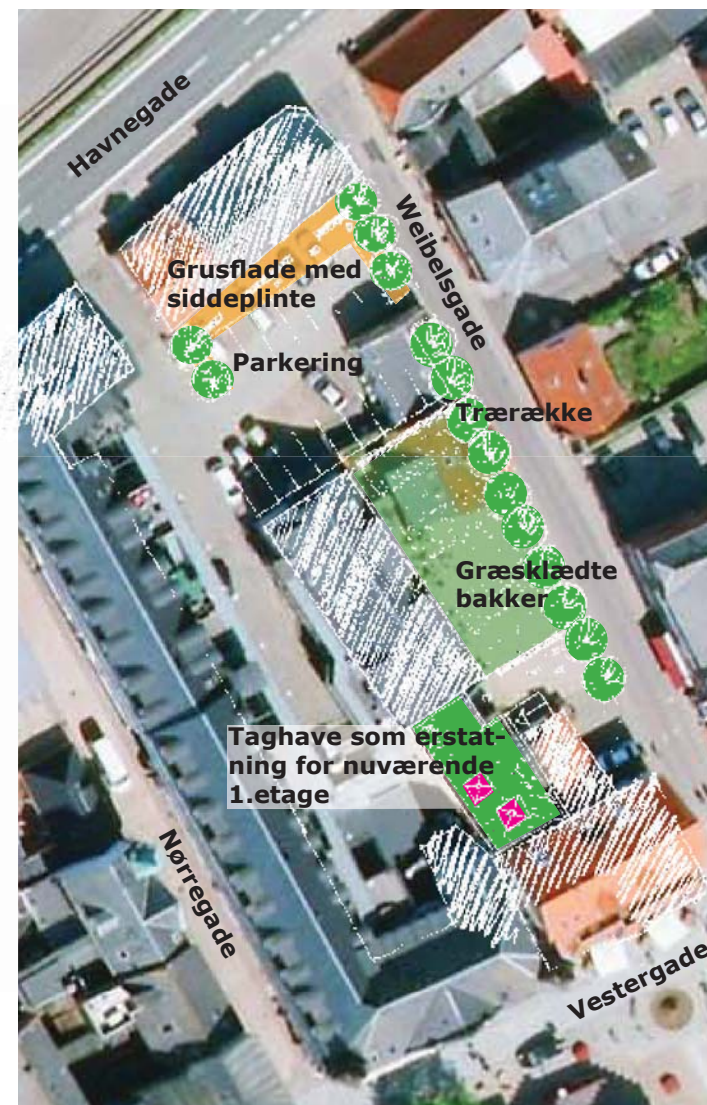 Havnegade
Weibelsgade
Grusflade med
siddeplinte
Parkering
Trærække
Græsklædte
bakker
Taghave som erstat-
ning for nuværende
1.etage
Nørregade
Vestergade